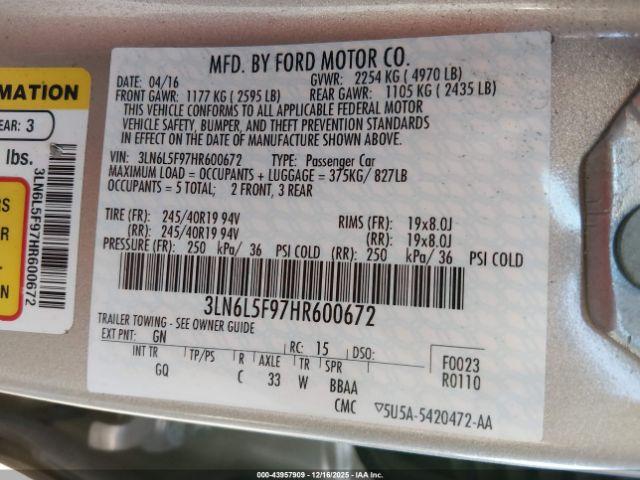 MATION
EAR: 3
lbs.
RS
R
3LN6L5F97HR600672
MFD. BY FORD MOTOR CO.
DATE: 04/16 GVWR: 2254 KG ( 4970 LB)
FRONT GAWR: 1177 KG ( 2595 LB) REAR GAWR: 1105 KG ( 2435 LB)
THIS VEHICLE CONFORMS TO ALL APPLICABLE FEDERAL MOTOR
VEHICLE SAFETY, BUMPER, AND THEFT PREVENTION STANDARDS
IN EFFECT ON THE DATE OF MANUFACTURE SHOWN ABOVE.
VIN: 3LN6L5F97HR600672 TYPE: Passenger Car
MAXIMUM LOAD = OCCUPANTS + LUGGAGE = 375KG/ 827LB
OCCUPANTS = 5 TOTAL; 2 FRONT, 3 REAR
TIRE (FR): 245/40R19 94V RIMS (FR): 19x8.0J
(RR): 245/40R19 94V (RR): 19x8.0J
PRESSURE (FR): 250 kPa/ 36 PSI COLD (RR): 250 kPa/ 36 PSI COLD
3LN6L5F97HR600672
TRAILER TOWING - SEE OWNER GUIDE
EXT PNT: GN RC: 15 DSO:
INT TR TP/PS R AXLE TR SPR F0023
GQ C 33 W BBAA R0110
CMC ▽5U5A-5420472-AA
Copart IAA 000-43957909 - 12/16/2025 - IAAI.com